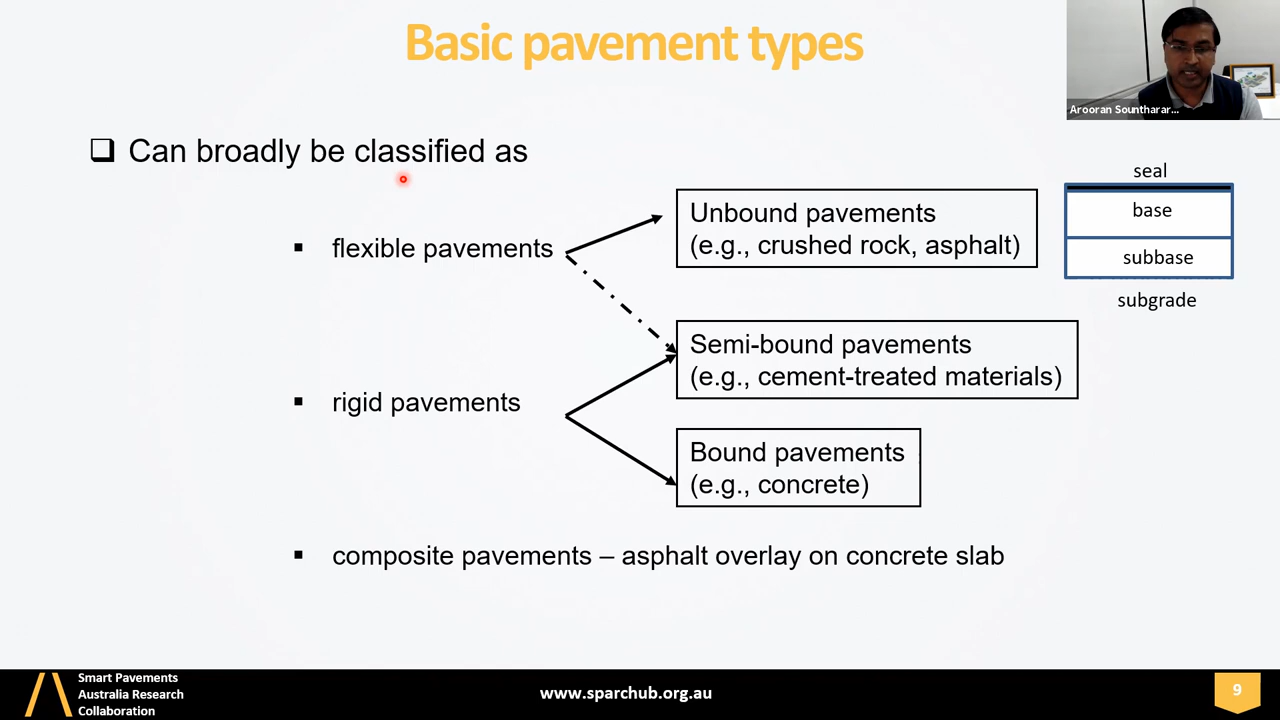 Basic pavement types
Arooran Sounтharar...
❑ Can broadly be classified as
▪ flexible pavements
Unbound pavements
(e.g., crushed rock, asphalt)
seal
base
subbase
subgrade
Semi-bound pavements
(e.g., cement-treated materials)
▪ rigid pavements
Bound pavements
(e.g., concrete)
▪ composite pavements – asphalt overlay on concrete slab
Smart Pavements
Australia Research
Collaboration
www.sparchub.org.au
9